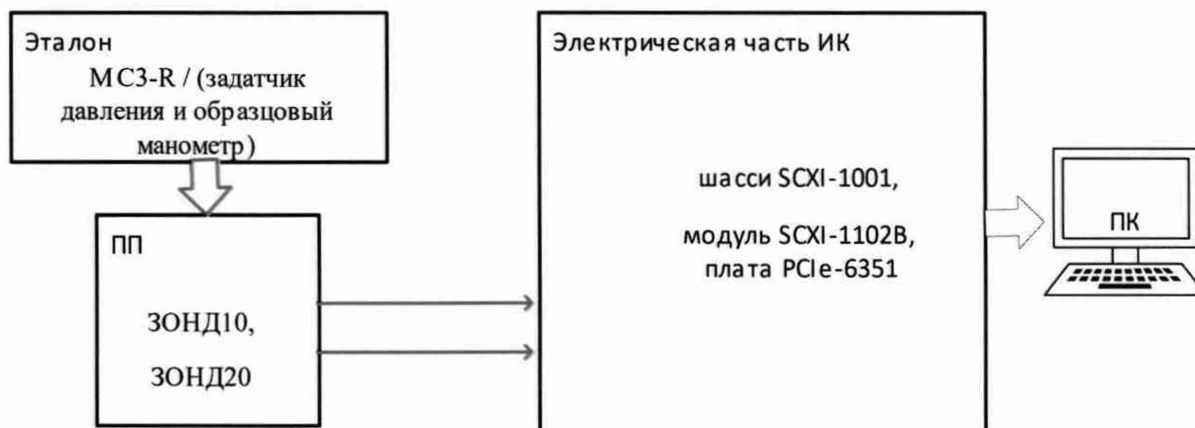 Эталон
МС3-R / (задатчик
давления и образцовый
манометр)
ПП
ЗОНД10,
ЗОНД20
Электрическая часть ИК
шасси SCXI-1001,
модуль SCXI-1102B,
плата PCIe-6351
ПК